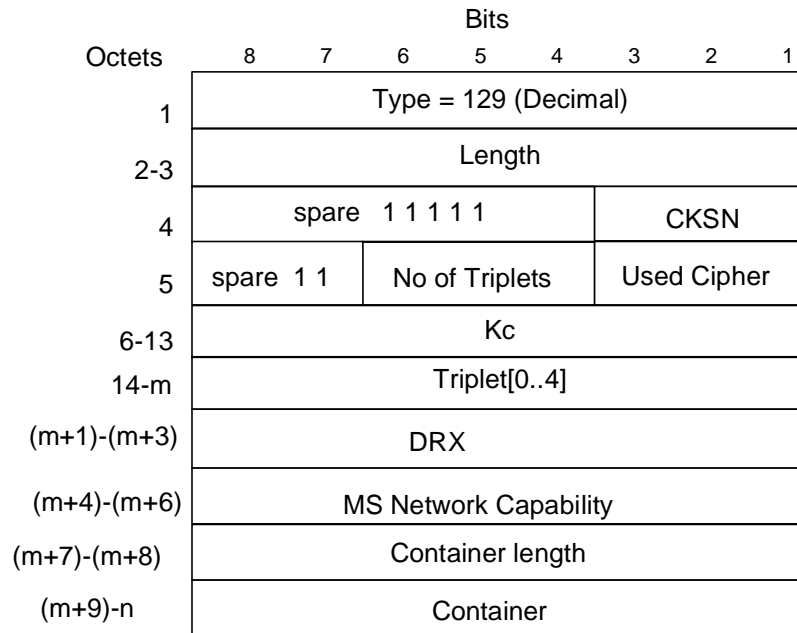 Bits
Octets 8 7 6 5 4 3 2 1
1 Type = 129 (Decimal)
2-3 Length
4 spare 1 1 1 1 1 CKSN
5 spare 1 1 No of Triplets Used Cipher
6-13 Kc
14-m Triplet[0..4]
(m+1)-(m+3) DRX
(m+4)-(m+6) MS Network Capability
(m+7)-(m+8) Container length
(m+9)-n Container